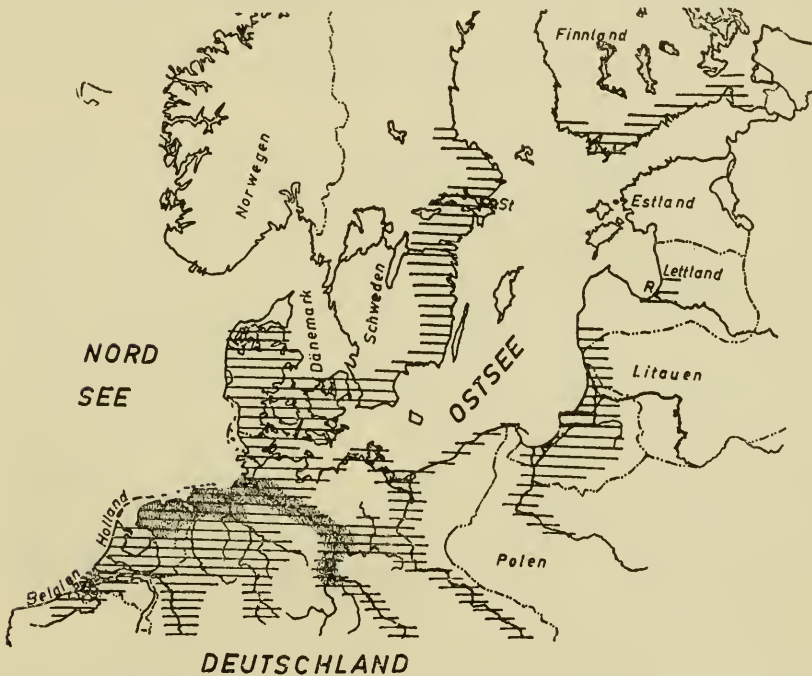 Finnland
57
Norwegen
St
Estland
Lettland
R
Schweden
Dänemark
NORD
SEE
OSTSEE
Litauen
Holland
Belgien
Polen
DEUTSCHLAND